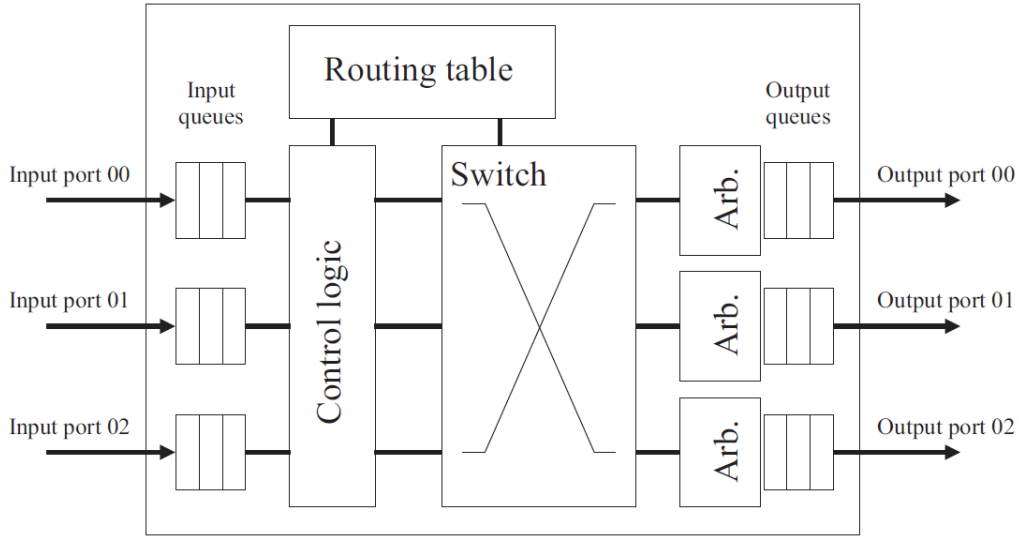 Routing table
Input
queues
Output
queues
Input port 00
Switch
Arb.
Output port 00
Input port 01
Control logic
Arb.
Output port 01
Input port 02
Arb.
Output port 02